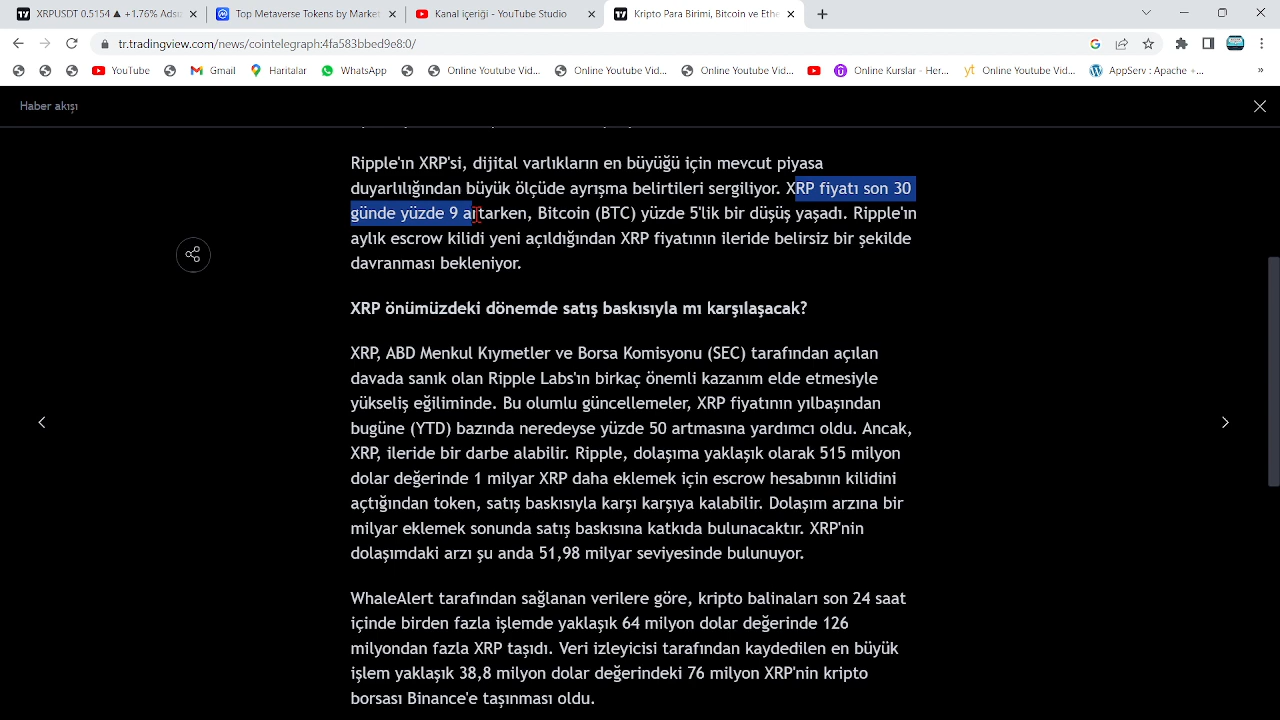 XRPUSDT 0.5154 ▲ +1.76% Adsı
Top Metaverse Tokens by Market
Kanal içeriği - YouTube Studio
Kripto Para Birimi, Bitcoin ve Ethe
tr.tradingview.com/news/cointelegraph:4fa583bbed9e8:0/
YouTube
Gmail
Haritalar
WhatsApp
Online Youtube Vid...
Online Youtube Vid...
Online Youtube Vid...
Online Kurslar - Her...
yt Online Youtube Vid...
AppServ : Apache +...
»
Haber akışı
Ripple'ın XRP'si, dijital varlıkların en büyüğü için mevcut piyasa
duyarlılığından büyük ölçüde ayrışma belirtileri sergiliyor. XRP fiyatı son 30
günde yüzde 9 artarken, Bitcoin (BTC) yüzde 5'lik bir düşüş yaşadı. Ripple'ın
aylık escrow kilidi yeni açıldığından XRP fiyatının ileride belirsiz bir şekilde
davranması bekleniyor.
XRP önümüzdeki dönemde satış baskısıyla mı karşılaşacak?
XRP, ABD Menkul Kıymetler ve Borsa Komisyonu (SEC) tarafından açılan
davada sanık olan Ripple Labs'ın birkaç önemli kazanım elde etmesiyle
yükseliş eğiliminde. Bu olumlu güncellemeler, XRP fiyatının yılbaşından
bugüne (YTD) bazında neredeyse yüzde 50 artmasına yardımcı oldu. Ancak,
XRP, ileride bir darbe alabilir. Ripple, dolaşıma yaklaşık olarak 515 milyon
dolar değerinde 1 milyar XRP daha eklemek için escrow hesabının kilidini
açtığından token, satış baskısıyla karşı karşıya kalabilir. Dolaşım arzına bir
milyar eklemek sonunda satış baskısına katkıda bulunacaktır. XRP'nin
dolaşımdaki arzı şu anda 51,98 milyar seviyesinde bulunuyor.
WhaleAlert tarafından sağlanan verilere göre, kripto balinaları son 24 saat
içinde birden fazla işlemde yaklaşık 64 milyon dolar değerinde 126
milyondan fazla XRP taşıdı. Veri izleyicisi tarafından kaydedilen en büyük
işlem yaklaşık 38,8 milyon dolar değerindeki 76 milyon XRP'nin kripto
borsası Binance'e taşınması oldu.